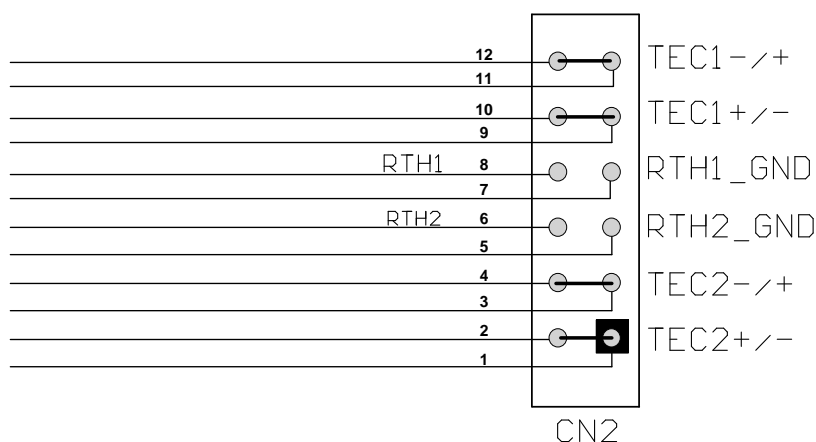 12 TEC1-/+
11
10 TEC1+/-
9
RTH1 8 RTH1_GND
7
RTH2 6 RTH2_GND
5
4 TEC2-/+
3
2 TEC2+/-
1
CN2